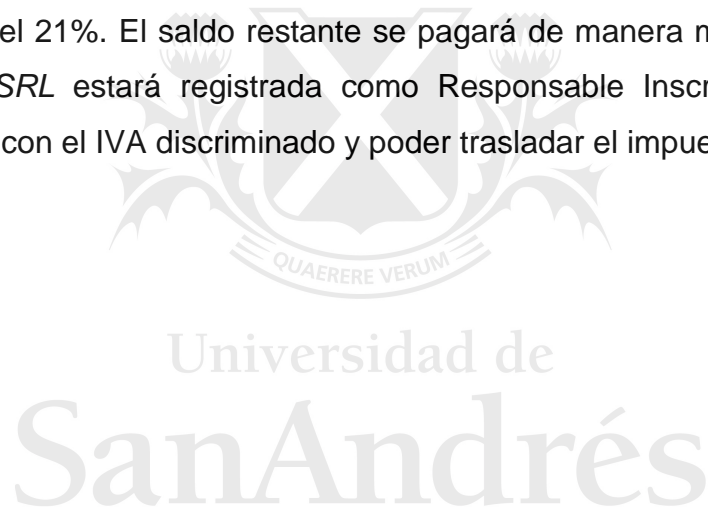 el 21%. El saldo restante se pagará de manera m
SRL estará registrada como Responsable Inscr
con el IVA discriminado y poder trasladar el impue
QUAERERE VERUM
Universidad de
SanAndrés